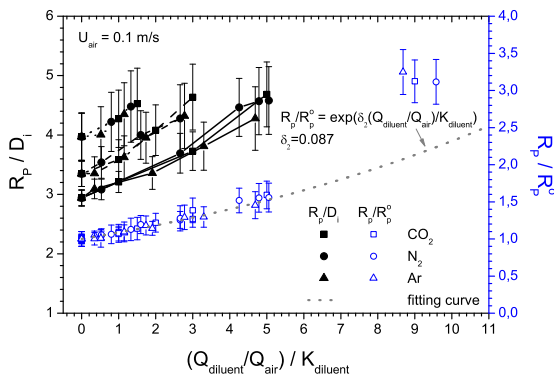 U_air = 0.1 m/s
R_p/R_p^o = exp(δ_2(Q_diluent/Q_air)/K_diluent)
δ_2=0.087
R_p/D_i R_p/R_p^o
CO_2
N_2
Ar
fitting curve
R_P / D_i
6
5
4
3
2
1
R_p / R_p^o
4,0
3,5
3,0
2,5
2,0
1,5
1,0
0,5
0,0
0 1 2 3 4 5 6 7 8 9 10 11
(Q_diluent/Q_air) / K_diluent